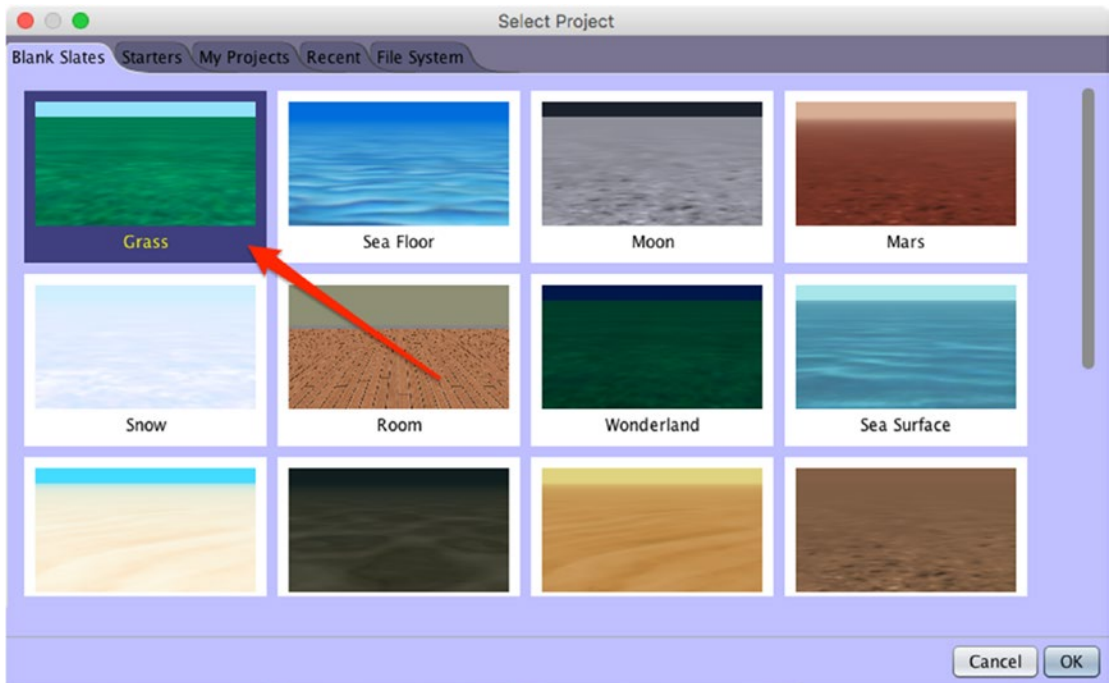 Select Project
Blank Slates Starters My Projects Recent File System
Grass Sea Floor Moon Mars
Snow Room Wonderland Sea Surface
Cancel OK